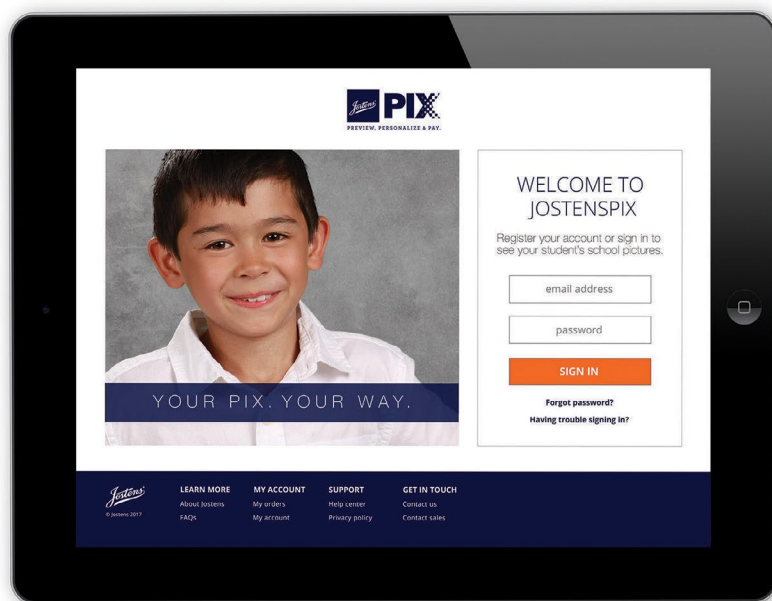 Jostens PIX
PREVIEW, PERSONALIZE & PAY.
YOUR PIX. YOUR WAY.
WELCOME TO
JOSTENSPIX
Register your account or sign in to
see your student's school pictures.
email address
password
SIGN IN
Forgot password?
Having trouble signing in?
Jostens
© Jostens 2017
LEARN MORE
About Jostens
FAQs
MY ACCOUNT
My orders
My account
SUPPORT
Help center
Privacy policy
GET IN TOUCH
Contact us
Contact sales